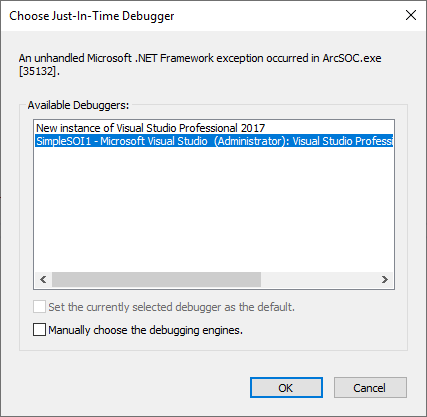 Choose Just-In-Time Debugger
An unhandled Microsoft .NET Framework exception occurred in ArcSOC.exe
[35132].
Available Debuggers:
New instance of Visual Studio Professional 2017
SimpleSOI1 - Microsoft Visual Studio (Administrator): Visual Studio Professi
Set the currently selected debugger as the default.
Manually choose the debugging engines.
OK Cancel